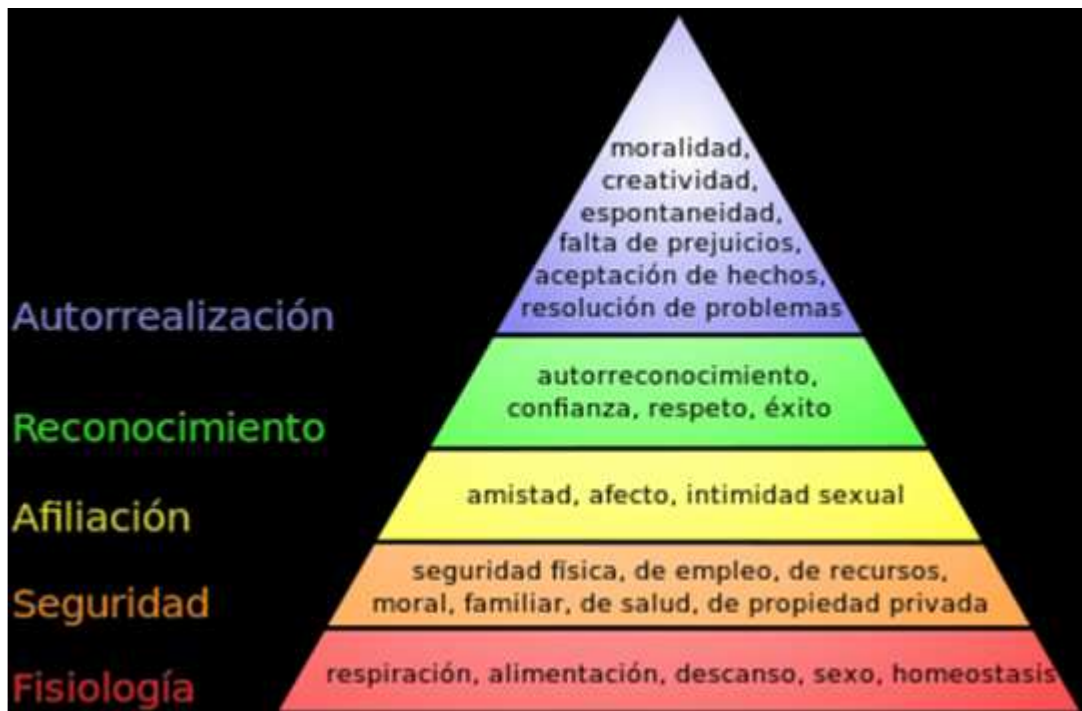 moralidad,
creatividad,
espontaneidad,
falta de prejuicios,
aceptación de hechos,
resolución de problemas
Autorrealización
autorreconocimiento,
confianza, respeto, éxito
Reconocimiento
amistad, afecto, intimidad sexual
Afiliación
seguridad física, de empleo, de recursos,
moral, familiar, de salud, de propiedad privada
Seguridad
respiración, alimentación, descanso, sexo, homeostasis
Fisiología